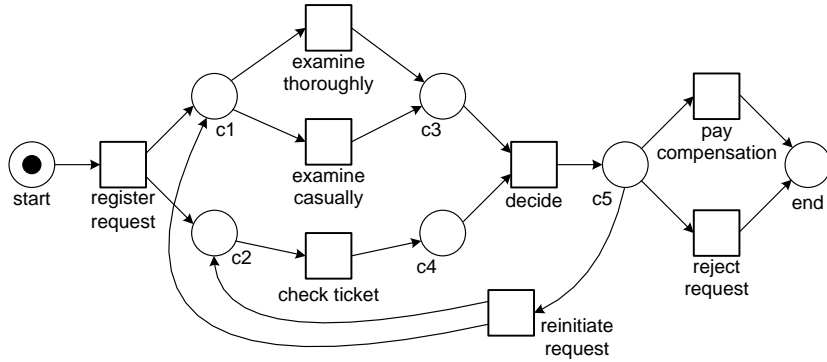 examine
thoroughly
c1
c3
pay
compensation
examine
casually
start
register
request
decide
c5
end
c2
c4
check ticket
reject
request
reinitiate
request